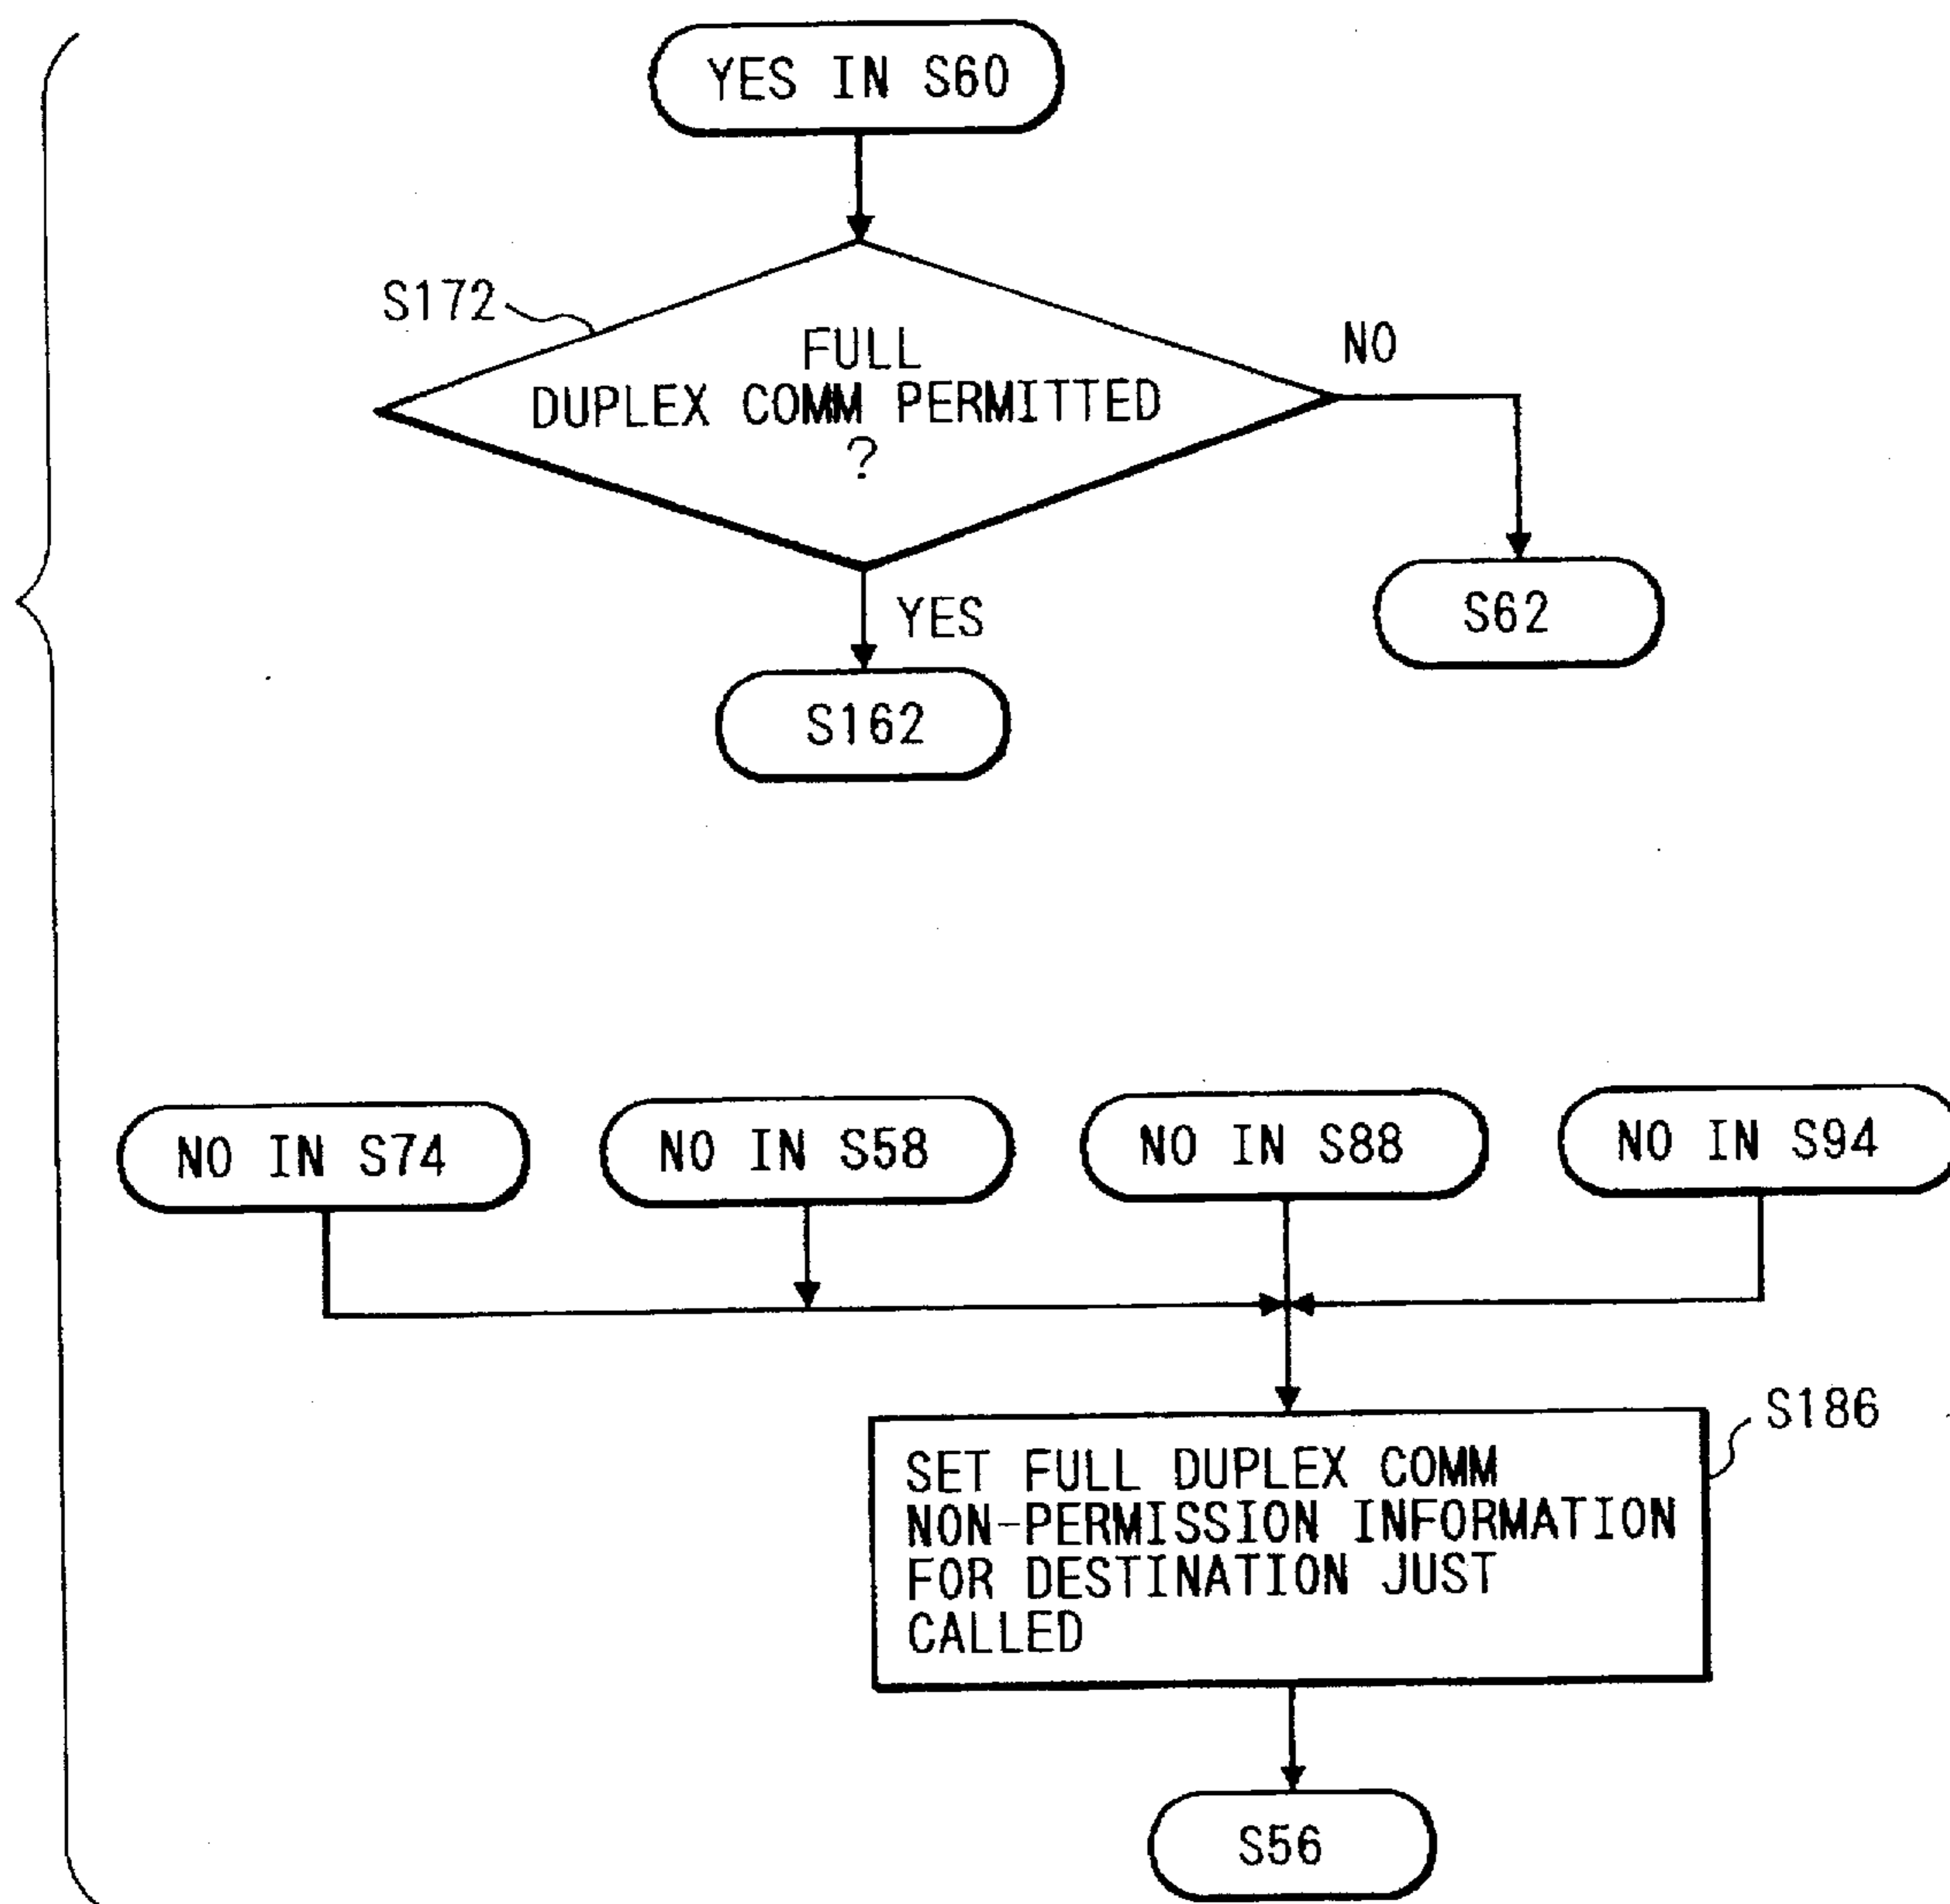 YES IN S60
S172
FULL
DUPLEX COMM PERMITTED
?
NO
YES
S62
S162
NO IN S74
NO IN S58
NO IN S88
NO IN S94
S186
SET FULL DUPLEX COMM
NON-PERMISSION INFORMATION
FOR DESTINATION JUST
CALLED
S56